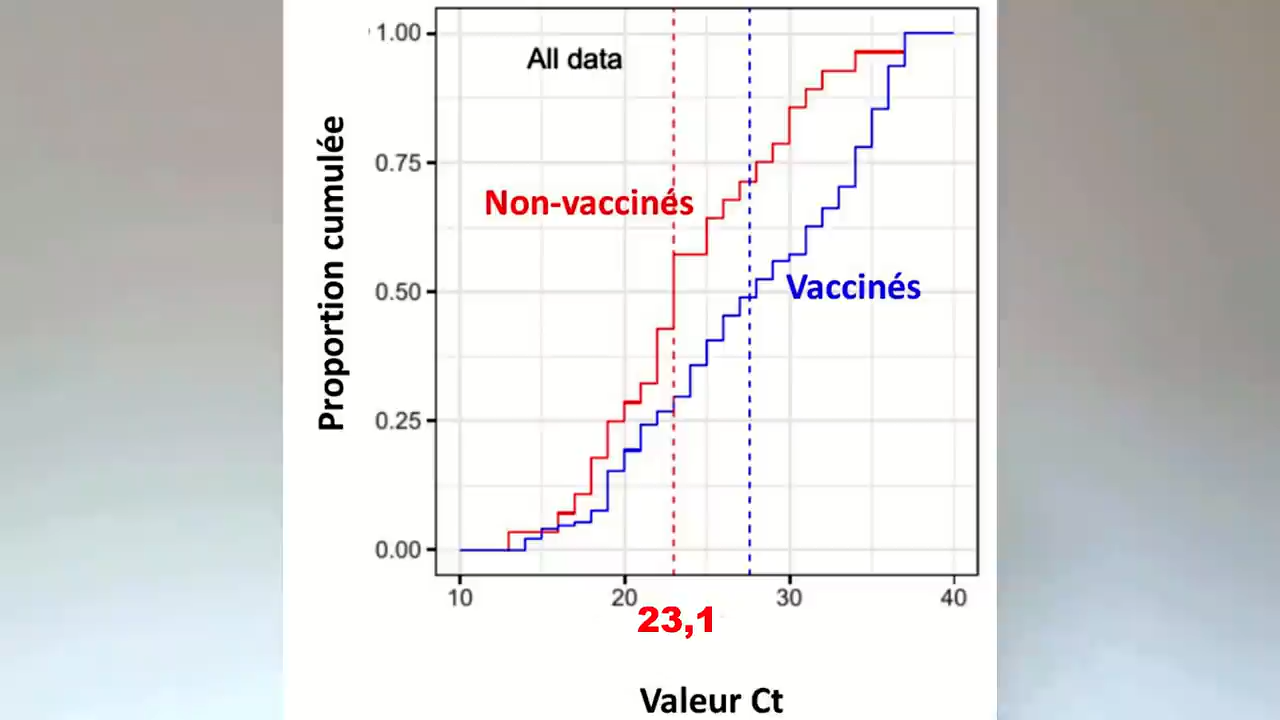 1.00
All data
0.75
Non-vaccinés
0.50
Vaccinés
0.25
0.00
Proportion cumulée
10 20 30 40
23,1
Valeur Ct